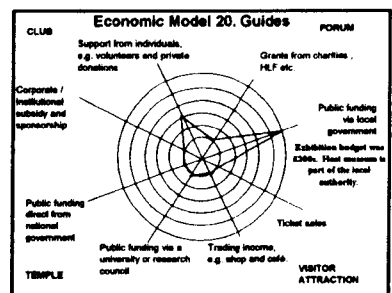 Economic Model 20. Guides
CLUB
FORUM
Support from individuals,
e.g. volunteers and private
donations
Grants from charities,
HLF etc.
Corporate /
institutional
subsidy and
sponsorship
Public funding
via local
government
Exhibition budget was
£300s. Host museum is
part of the local
authority.
Public funding
direct from
national
government
Ticket sales
Public funding via a
university or research
council
Trading income,
e.g. shop and café.
TEMPLE
VISITOR
ATTRACTION